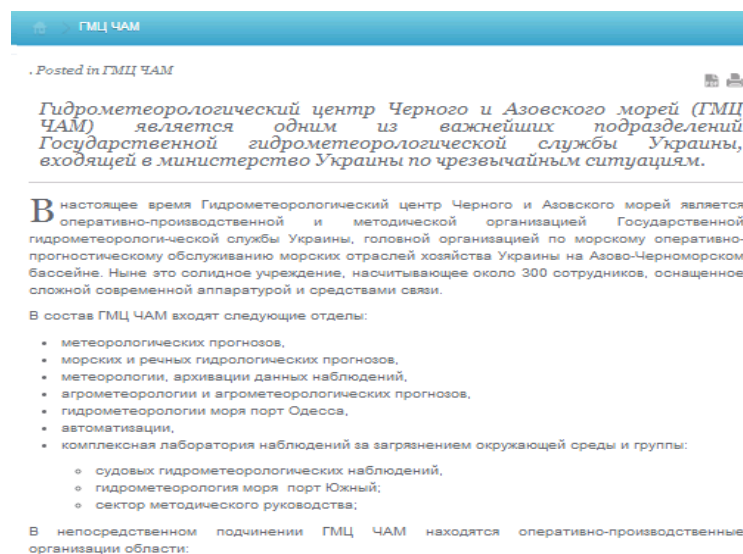 ГМЦ ЧАМ
. Posted in ГМЦ ЧАМ
Гидрометеорологический центр Черного и Азовского морей (ГМЦ
ЧАМ) является одним из важнейших подразделений
Государственной гидрометеорологической службы Украины,
входящей в министерство Украины по чрезвычайным ситуациям.
В настоящее время Гидрометеорологический центр Черного и Азовского морей является
оперативно-производственной и методической организацией Государственной
гидрометеорологи-ческой службы Украины, головной организацией по морскому оперативно-
прогностическому обслуживанию морских отраслей хозяйства Украины на Азово-Черноморском
бассейне. Ныне это солидное учреждение, насчитывающее около 300 сотрудников, оснащенное
сложной современной аппаратурой и средствами связи.
В состав ГМЦ ЧАМ входят следующие отделы:
• метеорологических прогнозов,
• морских и речных гидрологических прогнозов,
• метеорологии, архивации данных наблюдений,
• агрометеорологии и агрометеорологических прогнозов,
• гидрометеорологии моря порт Одесса,
• автоматизации,
• комплексная лаборатория наблюдений за загрязнением окружающей среды и группы:
◦ судовых гидрометеорологических наблюдений,
◦ гидрометеорология моря порт Южный;
◦ сектор методического руководства;
В непосредственном подчинении ГМЦ ЧАМ находятся оперативно-производственные
организации области: